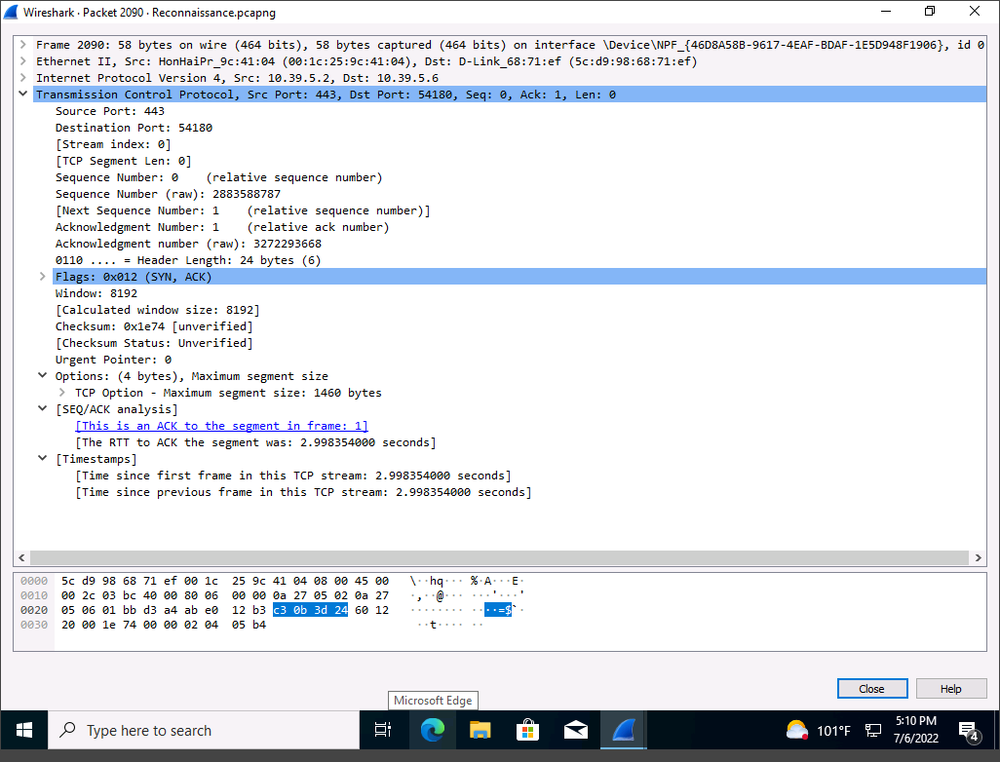 Wireshark · Packet 2090 · Reconnaissance.pcapng
Frame 2090: 58 bytes on wire (464 bits), 58 bytes captured (464 bits) on interface \Device\NPF_{46D8A58B-9617-4EAF-BDAF-1E5D948F1906}, id 0
Ethernet II, Src: HonHaiPr_9c:41:04 (00:1c:25:9c:41:04), Dst: D-Link_68:71:ef (5c:d9:98:68:71:ef)
Internet Protocol Version 4, Src: 10.39.5.2, Dst: 10.39.5.6
Transmission Control Protocol, Src Port: 443, Dst Port: 54180, Seq: 0, Ack: 1, Len: 0
Source Port: 443
Destination Port: 54180
[Stream index: 0]
[TCP Segment Len: 0]
Sequence Number: 0    (relative sequence number)
Sequence Number (raw): 2883588787
[Next Sequence Number: 1    (relative sequence number)]
Acknowledgment Number: 1    (relative ack number)
Acknowledgment number (raw): 3272293668
0110 .... = Header Length: 24 bytes (6)
Flags: 0x012 (SYN, ACK)
Window: 8192
[Calculated window size: 8192]
Checksum: 0x1e74 [unverified]
[Checksum Status: Unverified]
Urgent Pointer: 0
Options: (4 bytes), Maximum segment size
TCP Option - Maximum segment size: 1460 bytes
[SEQ/ACK analysis]
[This is an ACK to the segment in frame: 1]
[The RTT to ACK the segment was: 2.998354000 seconds]
[Timestamps]
[Time since first frame in this TCP stream: 2.998354000 seconds]
[Time since previous frame in this TCP stream: 2.998354000 seconds]
0000  5c d9 98 68 71 ef 00 1c  25 9c 41 04 08 00 45 00   \··hq··· %·A···E·
0010  00 2c 03 bc 40 00 80 06  00 00 0a 27 05 02 0a 27   ·,··@··· ···'···'
0020  05 06 01 bb d3 a4 ab e0  12 b3 c3 0b 3d 24 60 12   ········ ····=$`·
0030  20 00 1e 74 00 00 02 04  05 b4   ··t···· ··
Close
Help
Microsoft Edge
Type here to search
101°F
5:10 PM
7/6/2022
4